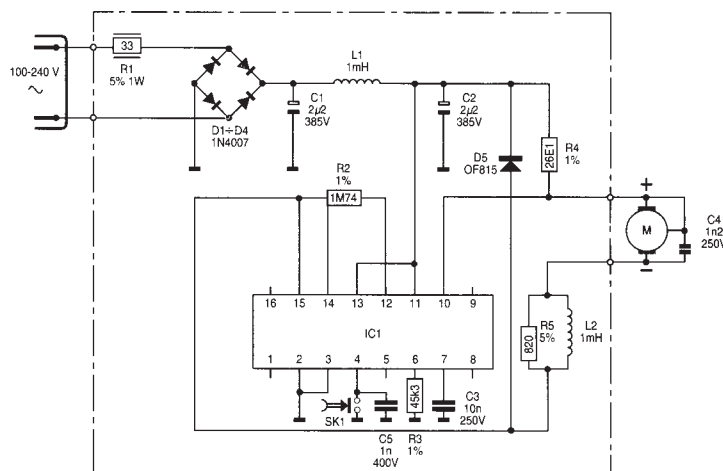 100-240 V
~
33
R1
5% 1W
D1÷D4
1N4007
C1
2µ2
385V
L1
1mH
C2
2µ2
385V
D5
OF815
26E1
R4
1%
R2
1%
1M74
+
M
−
C4
1n2
250V
16 15 14 13 12 11 10 9
IC1
1 2 3 4 5 6 7 8
SK1
C5
1n
400V
45k3
R3
1%
C3
10n
250V
820
R5
5%
L2
1mH